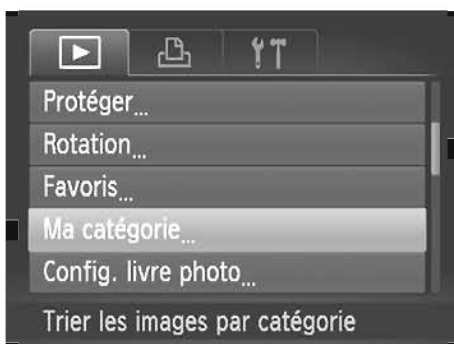 Protéger...
Rotation...
Favoris...
Ma catégorie...
Config. livre photo...
Trier les images par catégorie